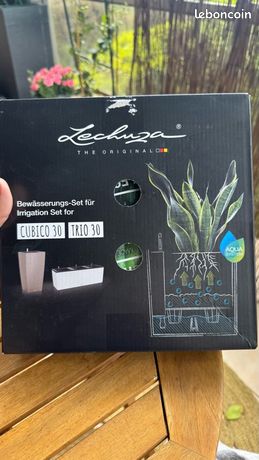 leboncoin
Lechuza®
THE ORIGINAL
Bewässerungs-Set für
Irrigation Set for
CUBICO 30 TRIO 30
AQUA